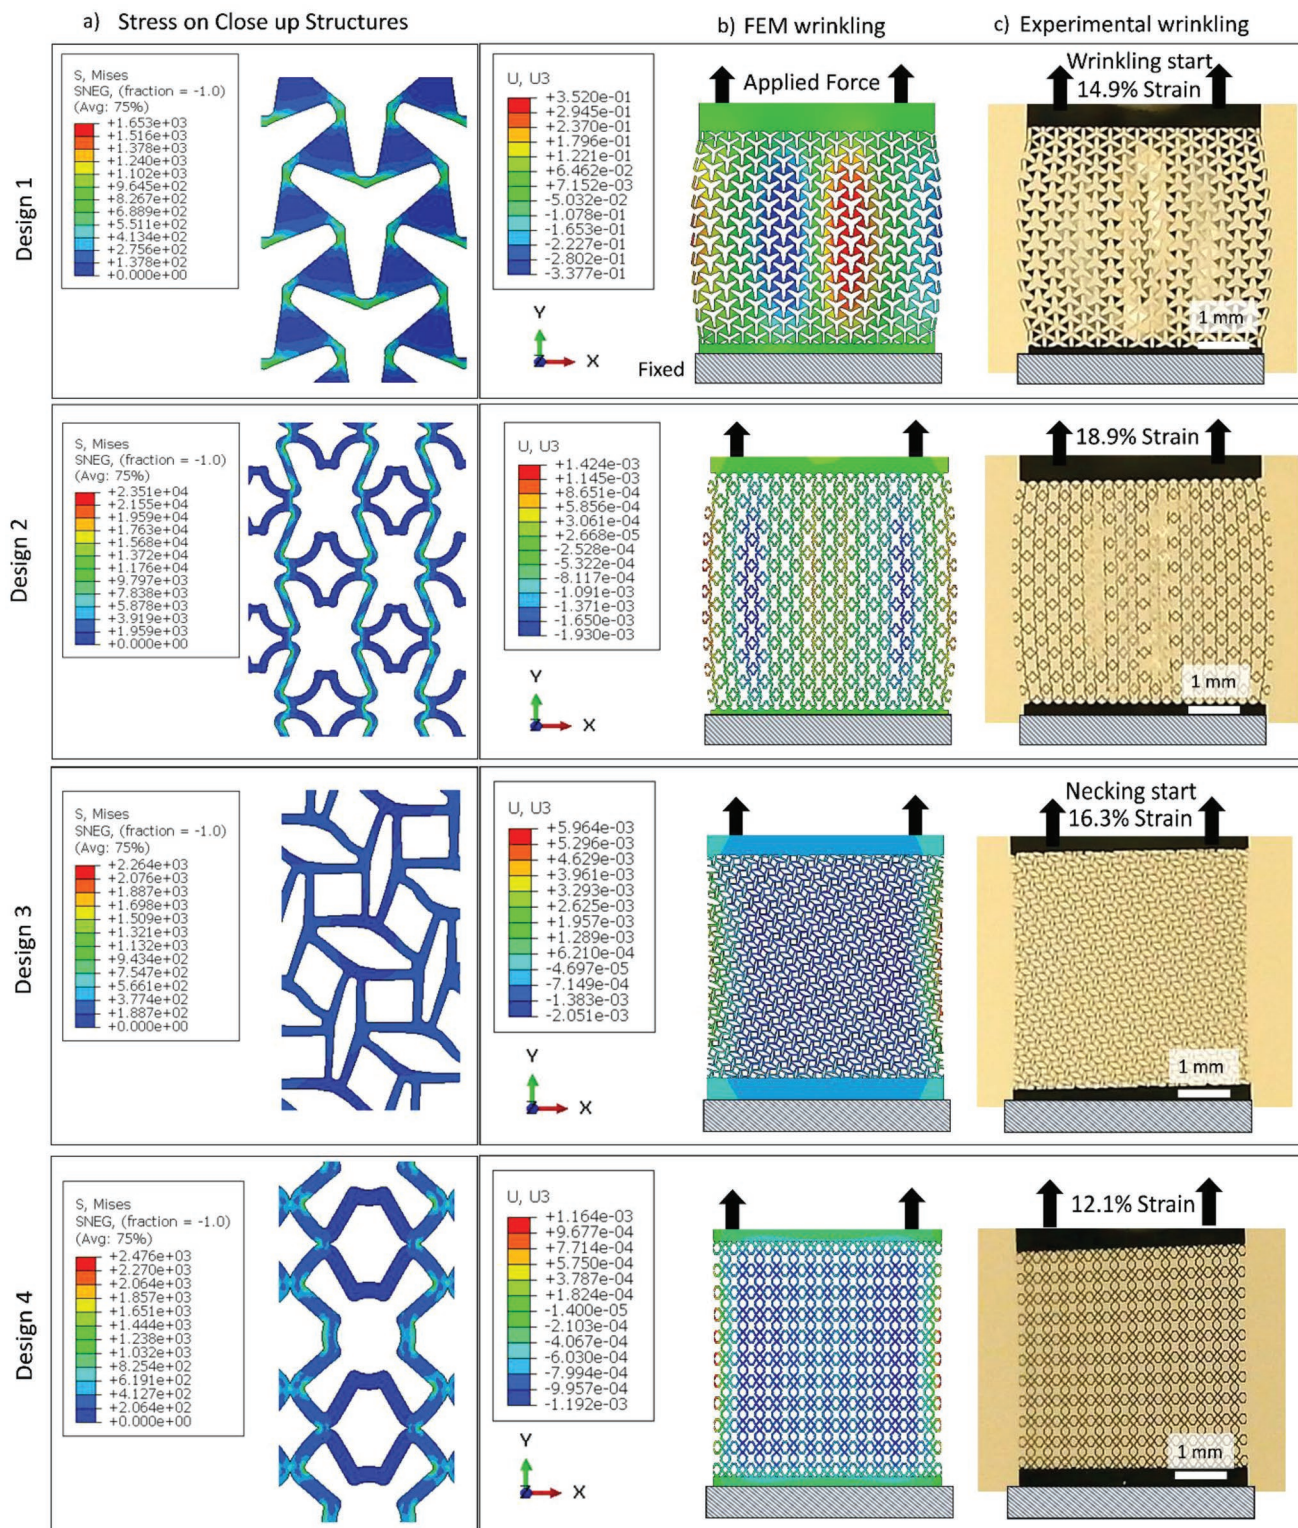 a) Stress on Close up Structures
b) FEM wrinkling
c) Experimental wrinkling
Design 1
S, Mises
SNEG, (fraction = -1.0)
(Avg: 75%)
+1.653e+03
+1.516e+03
+1.378e+03
+1.240e+03
+1.102e+03
+9.645e+02
+8.267e+02
+6.889e+02
+5.511e+02
+4.134e+02
+2.756e+02
+1.378e+02
+0.000e+00
U, U3
+3.520e-01
+2.945e-01
+2.370e-01
+1.796e-01
+1.221e-01
+6.462e-02
+7.152e-03
-5.032e-02
-1.078e-01
-1.653e-01
-2.227e-01
-2.802e-01
-3.377e-01
Y
X
Applied Force
Fixed
Wrinkling start
14.9% Strain
1 mm
Design 2
S, Mises
SNEG, (fraction = -1.0)
(Avg: 75%)
+2.351e+04
+2.155e+04
+1.959e+04
+1.763e+04
+1.568e+04
+1.372e+04
+1.176e+04
+9.797e+03
+7.838e+03
+5.878e+03
+3.919e+03
+1.959e+03
+0.000e+00
U, U3
+1.424e-03
+1.145e-03
+8.651e-04
+5.856e-04
+3.061e-04
+2.668e-05
-2.528e-04
-5.322e-04
-8.117e-04
-1.091e-03
-1.371e-03
-1.650e-03
-1.930e-03
Y
X
18.9% Strain
1 mm
Design 3
S, Mises
SNEG, (fraction = -1.0)
(Avg: 75%)
+2.264e+03
+2.076e+03
+1.887e+03
+1.698e+03
+1.509e+03
+1.321e+03
+1.132e+03
+9.434e+02
+7.547e+02
+5.661e+02
+3.774e+02
+1.887e+02
+0.000e+00
U, U3
+5.964e-03
+5.296e-03
+4.629e-03
+3.961e-03
+3.293e-03
+2.625e-03
+1.957e-03
+1.289e-03
+6.210e-04
-4.697e-05
-7.149e-04
-1.383e-03
-2.051e-03
Y
X
Necking start
16.3% Strain
1 mm
Design 4
S, Mises
SNEG, (fraction = -1.0)
(Avg: 75%)
+2.476e+03
+2.270e+03
+2.064e+03
+1.857e+03
+1.651e+03
+1.444e+03
+1.238e+03
+1.032e+03
+8.254e+02
+6.191e+02
+4.127e+02
+2.064e+02
+0.000e+00
U, U3
+1.164e-03
+9.677e-04
+7.714e-04
+5.750e-04
+3.787e-04
+1.824e-04
-1.400e-05
-2.103e-04
-4.067e-04
-6.030e-04
-7.994e-04
-9.957e-04
-1.192e-03
Y
X
12.1% Strain
1 mm